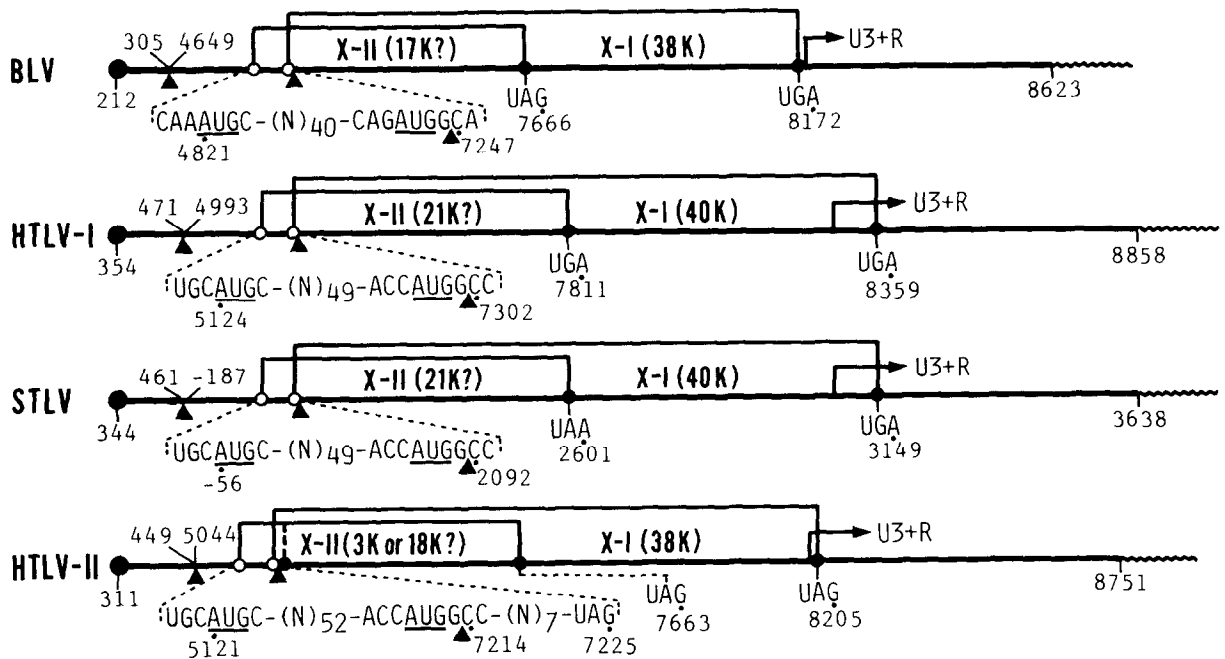 305 4649 X-II (17K?) X-I (38K) U3+R
BLV
212 UAG 7666 UGA 8172 8623
CAAAUGC-(N)40-CAGAUGGCA
4821 7247
471 4993 X-II (21K?) X-I (40K) U3+R
HTLV-I
354 UGA 7811 UGA 8359 8858
UGCAUGC-(N)49-ACCAUGGCC
5124 7302
461 -187 X-II (21K?) X-I (40K) U3+R
STLV
344 UAA 2601 UGA 3149 3638
UGCAUGC-(N)49-ACCAUGGCC
-56 2092
449 5044 X-II (3K or 18K?) X-I (38K) U3+R
HTLV-II
311 UAG 7663 UAG 8205 8751
UGCAUGC-(N)52-ACCAUGGCC-(N)7-UAG
5121 7214 7225